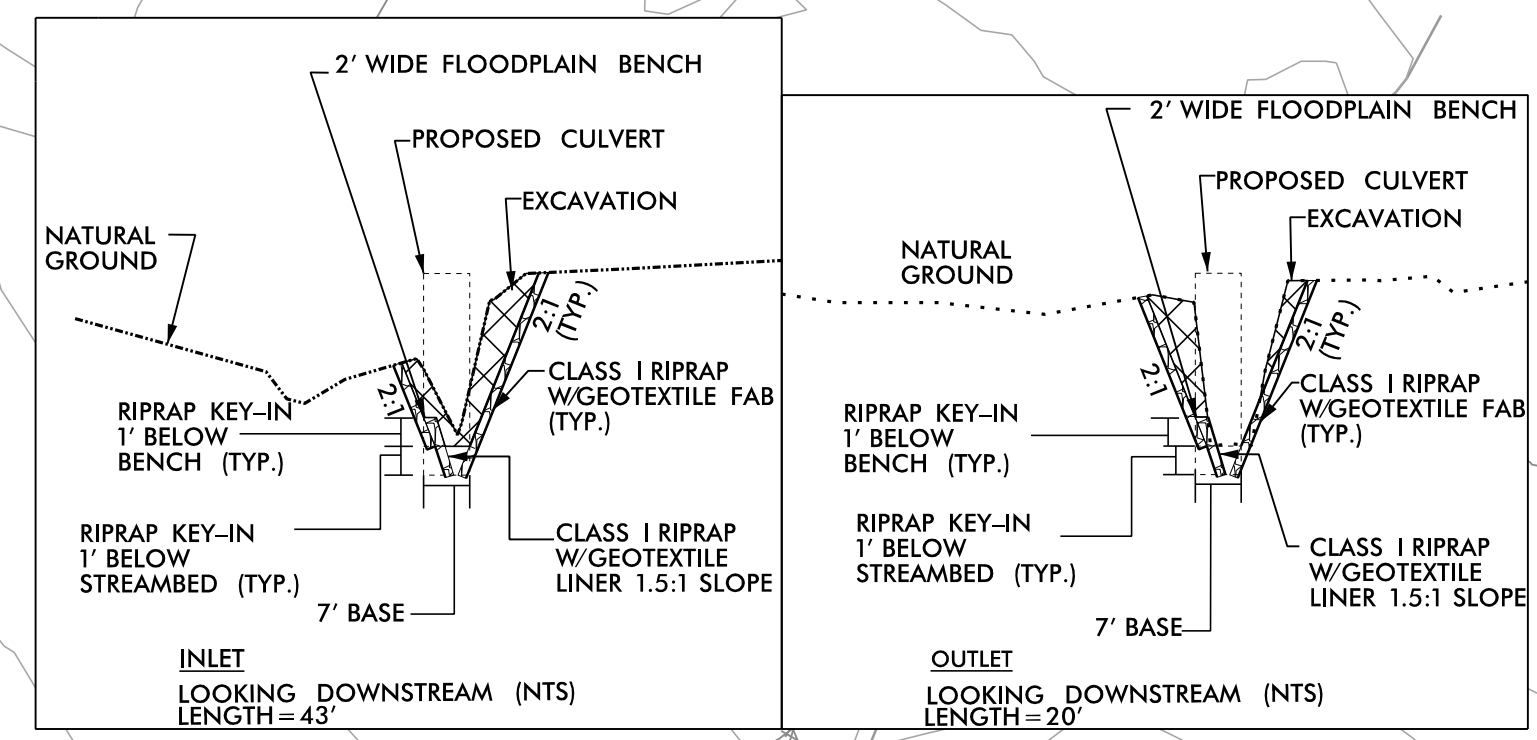 2' WIDE FLOODPLAIN BENCH
PROPOSED CULVERT
EXCAVATION
NATURAL
GROUND
2:1
(TYP.)
2:1
CLASS I RIPRAP
W/GEOTEXTILE FAB
(TYP.)
RIPRAP KEY–IN
1' BELOW
BENCH (TYP.)
RIPRAP KEY–IN
1' BELOW
STREAMBED (TYP.)
CLASS I RIPRAP
W/GEOTEXTILE
LINER 1.5:1 SLOPE
7' BASE
INLET
LOOKING DOWNSTREAM (NTS)
LENGTH=43'
2' WIDE FLOODPLAIN BENCH
PROPOSED CULVERT
EXCAVATION
NATURAL
GROUND
2:1
(TYP.)
2:1
CLASS I RIPRAP
W/GEOTEXTILE FAB
(TYP.)
RIPRAP KEY–IN
1' BELOW
BENCH (TYP.)
RIPRAP KEY–IN
1' BELOW
STREAMBED (TYP.)
CLASS I RIPRAP
W/GEOTEXTILE
LINER 1.5:1 SLOPE
7' BASE
OUTLET
LOOKING DOWNSTREAM (NTS)
LENGTH=20'